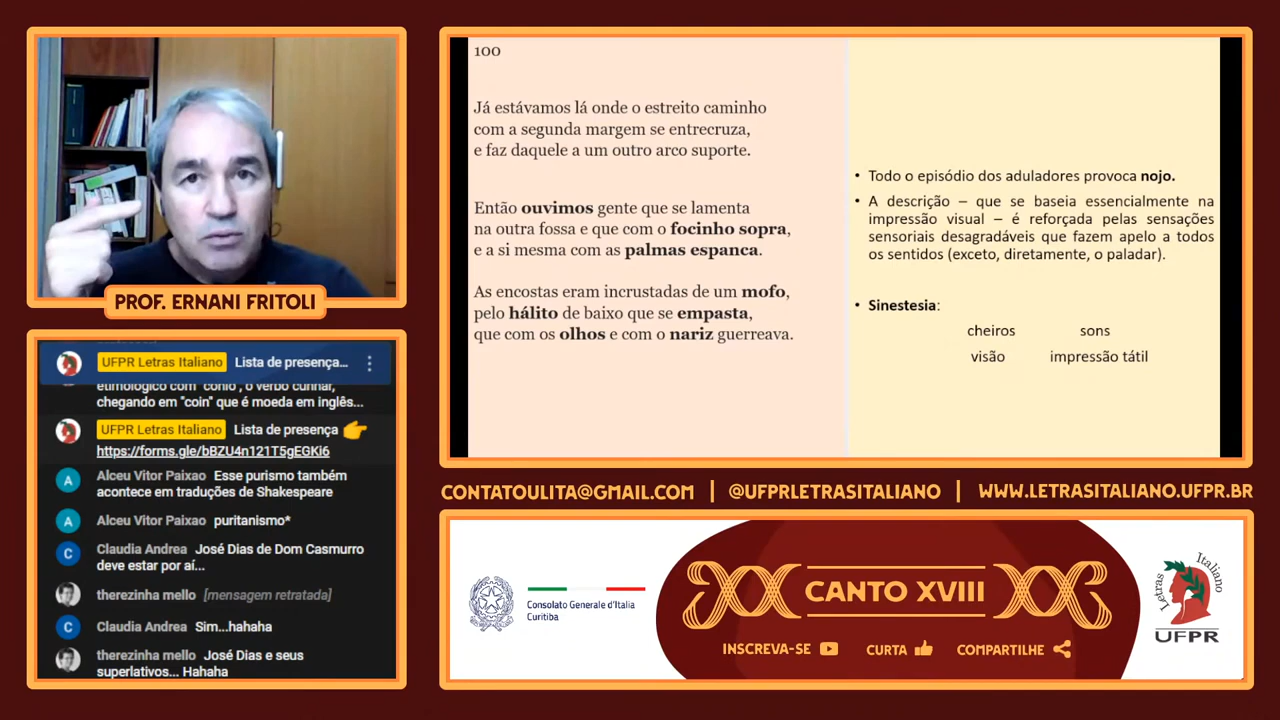 PROF. ERNANI FRITOLI
UFPR Letras Italiano Lista de presença...
etimológico com "conio", o verbo cunhar,
chegando em "coin" que é moeda em inglês...
UFPR Letras Italiano Lista de presença 👉
https://forms.gle/bBZU4n121T5gEGKi6
A Alceu Vitor Paixao Esse purismo também
acontece em traduções de Shakespeare
A Alceu Vitor Paixao puritanismo*
C Claudia Andrea José Dias de Dom Casmurro
deve estar por aí...
therezinha mello [mensagem retratada]
C Claudia Andrea Sim...hahaha
therezinha mello José Dias e seus
superlativos... Hahaha
100
Já estávamos lá onde o estreito caminho
com a segunda margem se entrecruza,
e faz daquele a um outro arco suporte.
Então ouvimos gente que se lamenta
na outra fossa e que com o focinho sopra,
e a si mesma com as palmas espanca.
As encostas eram incrustadas de um mofo,
pelo hálito de baixo que se empasta,
que com os olhos e com o nariz guerreava.
• Todo o episódio dos aduladores provoca nojo.
• A descrição – que se baseia essencialmente na
impressão visual – é reforçada pelas sensações
sensoriais desagradáveis que fazem apelo a todos
os sentidos (exceto, diretamente, o paladar).
• Sinestesia:
cheiros sons
visão impressão tátil
CONTATOULITA@GMAIL.COM | @UFPRLETRASITALIANO | WWW.LETRASITALIANO.UFPR.BR
Consolato Generale d'Italia
Curitiba
CANTO XVIII
INSCREVA-SE CURTA COMPARTILHE
Letras Italiano
UFPR